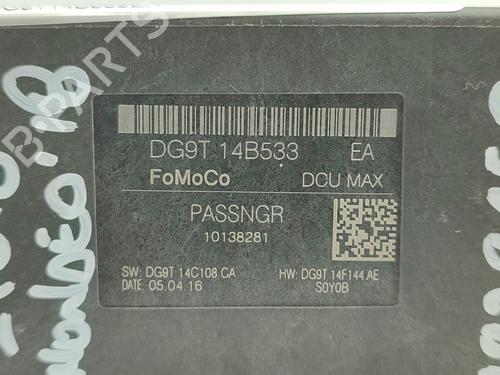 DG9T 14B533 EA
FoMoCo DCU MAX
PASSNGR
10138281
SW: DG9T 14C108 CA HW: DG9T 14F144 AE
DATE: 05.04.16 S0Y0B
B-PARTS